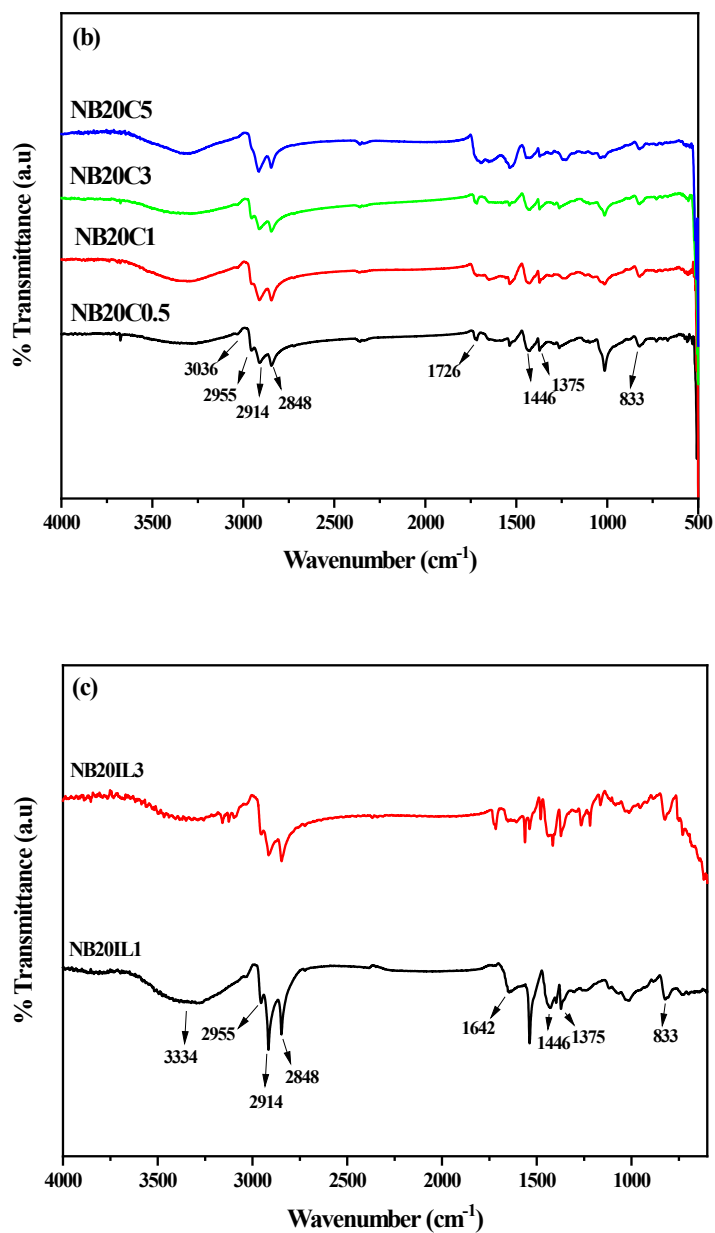 (b)
NB20C5
NB20C3
NB20C1
NB20C0.5
3036
2955
2914
2848
1726
1446
1375
833
% Transmittance (a.u)
4000 3500 3000 2500 2000 1500 1000 500
Wavenumber (cm⁻¹)
(c)
NB20IL3
NB20IL1
3334
2955
2914
2848
1642
1446
1375
833
% Transmittance (a.u)
4000 3500 3000 2500 2000 1500 1000
Wavenumber (cm⁻¹)